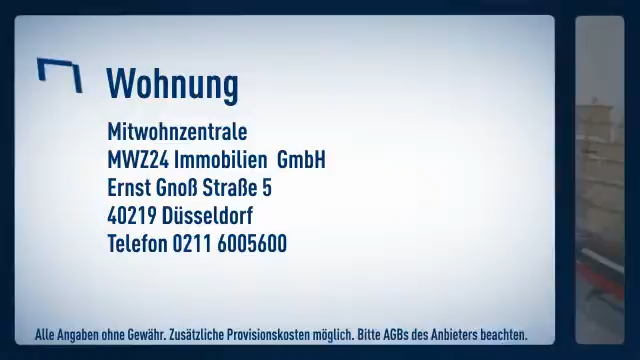 Wohnung
Mitwohnzentrale
MWZ24 Immobilien GmbH
Ernst Gnoß Straße 5
40219 Düsseldorf
Telefon 0211 6005600
Alle Angaben ohne Gewähr. Zusätzliche Provisionskosten möglich. Bitte AGBs des Anbieters beachten.